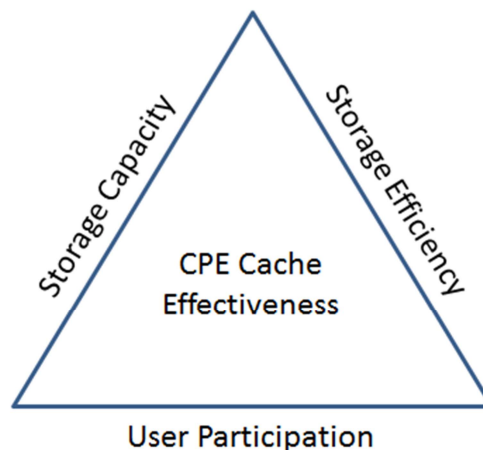 Storage Capacity
Storage Efficiency
CPE Cache
Effectiveness
User Participation